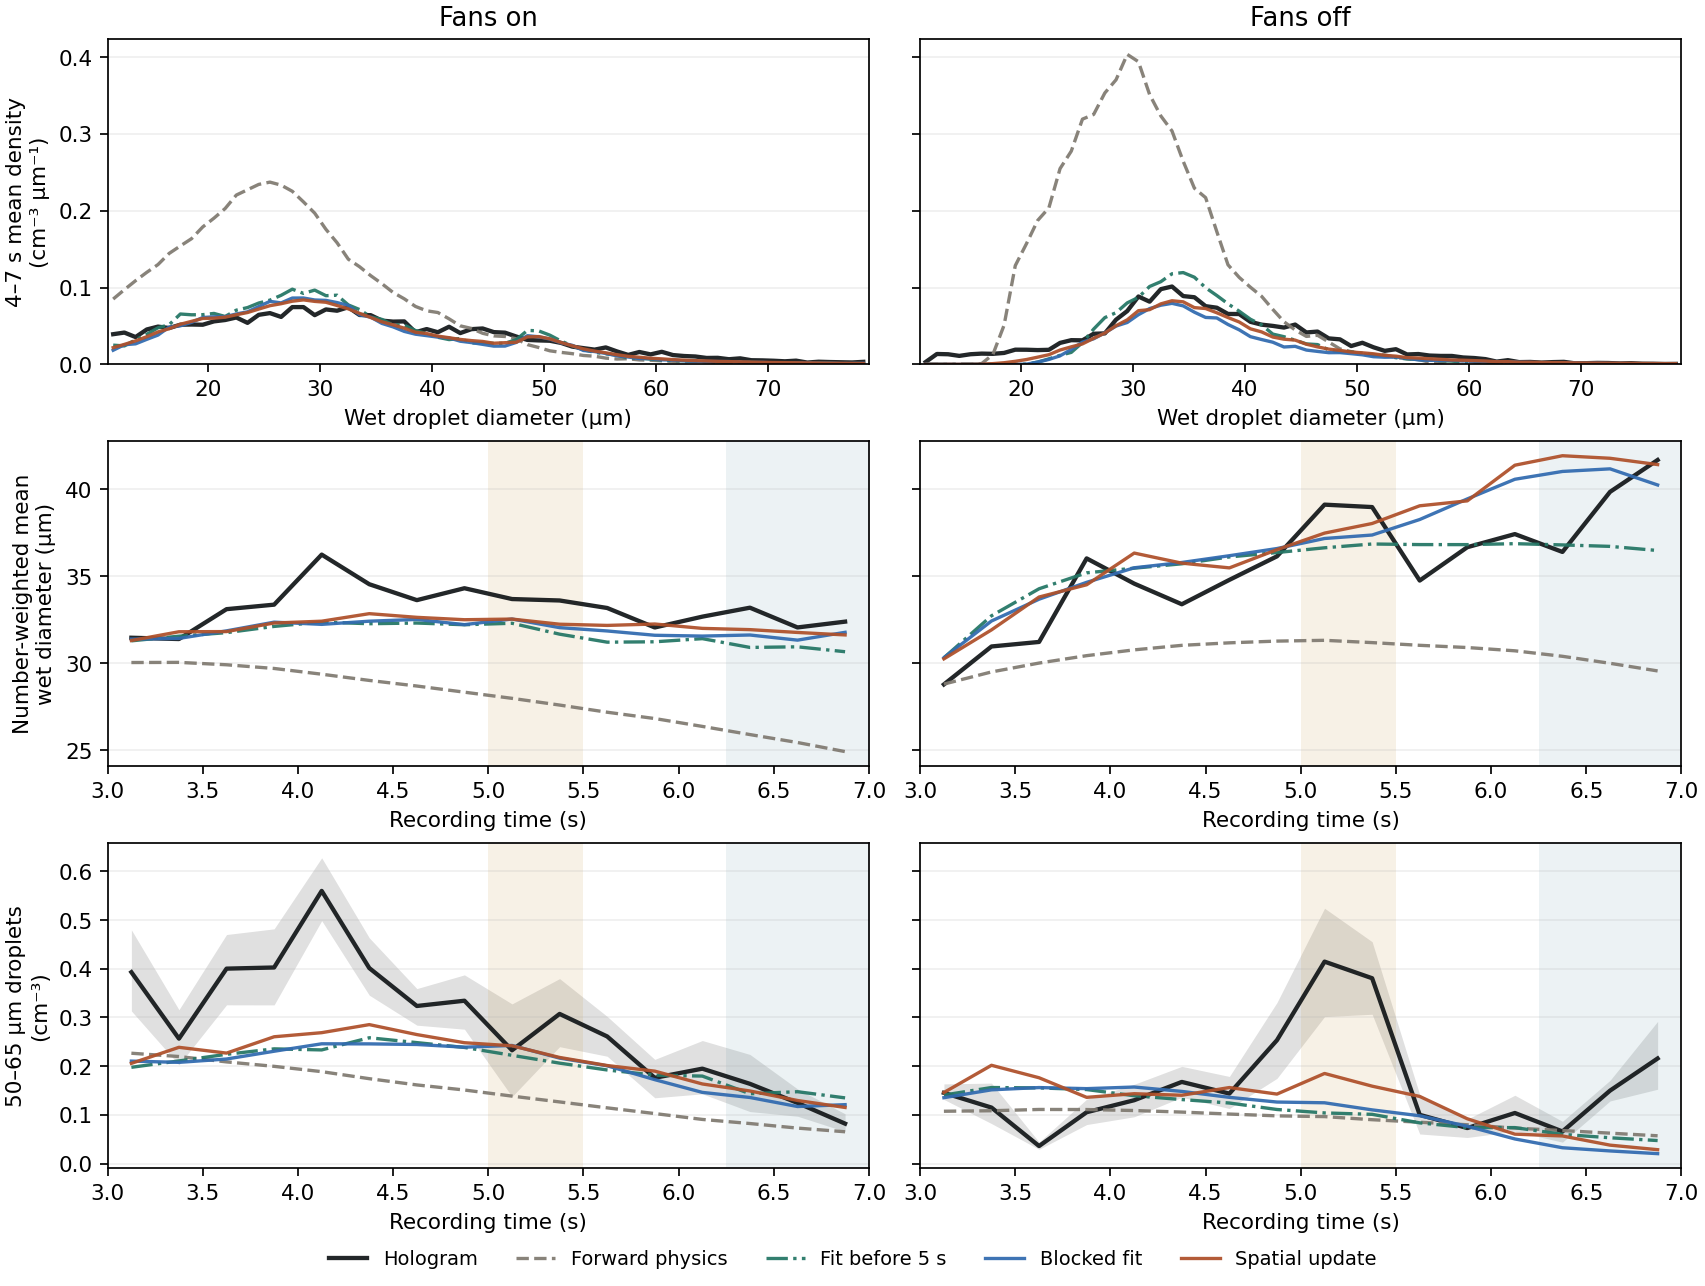 Fans on
Fans off
4–7 s mean density
(cm⁻³ μm⁻¹)
0.4
0.3
0.2
0.1
0.0
20 30 40 50 60 70
20 30 40 50 60 70
Wet droplet diameter (μm)
Wet droplet diameter (μm)
Number-weighted mean
wet diameter (μm)
40
35
30
25
3.0 3.5 4.0 4.5 5.0 5.5 6.0 6.5 7.0
3.0 3.5 4.0 4.5 5.0 5.5 6.0 6.5 7.0
Recording time (s)
Recording time (s)
50–65 μm droplets
(cm⁻³)
0.6
0.5
0.4
0.3
0.2
0.1
0.0
3.0 3.5 4.0 4.5 5.0 5.5 6.0 6.5 7.0
3.0 3.5 4.0 4.5 5.0 5.5 6.0 6.5 7.0
Recording time (s)
Recording time (s)
Hologram Forward physics Fit before 5 s Blocked fit Spatial update